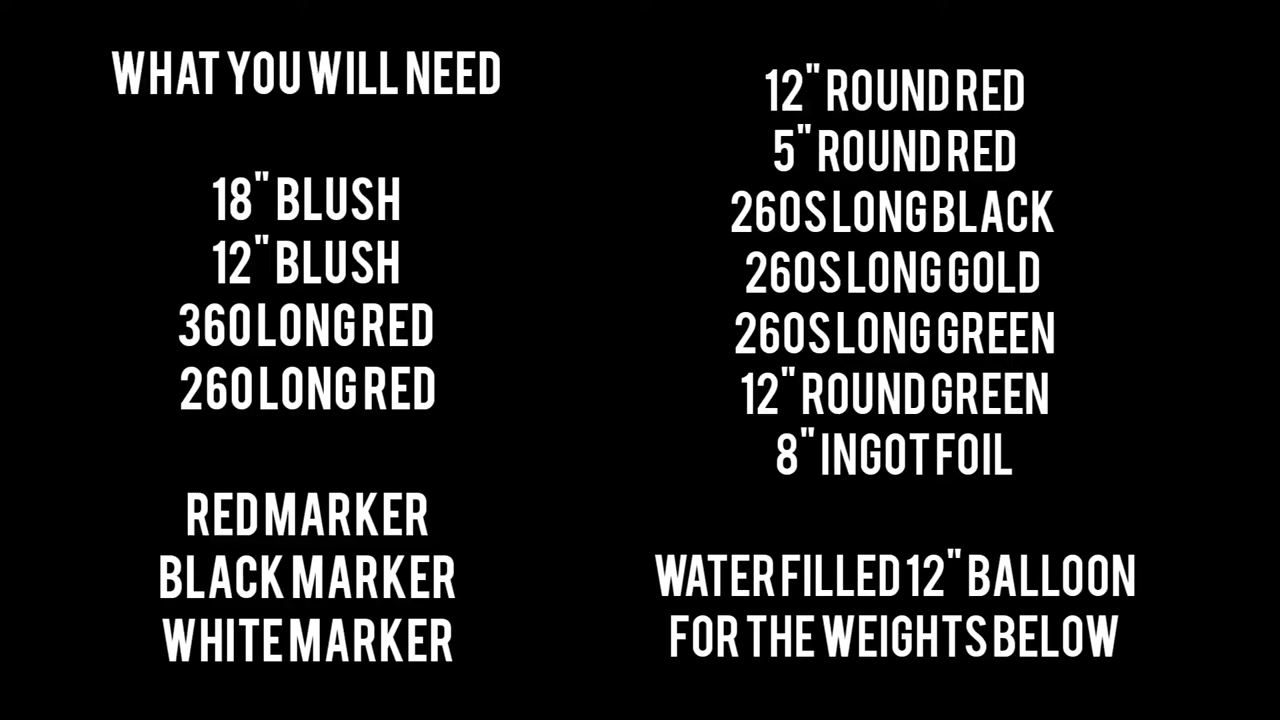 WHAT YOU WILL NEED
18" BLUSH
12" BLUSH
360 LONG RED
260 LONG RED
RED MARKER
BLACK MARKER
WHITE MARKER
12" ROUND RED
5" ROUND RED
260S LONG BLACK
260S LONG GOLD
260S LONG GREEN
12" ROUND GREEN
8" INGOT FOIL
WATER FILLED 12" BALLOON
FOR THE WEIGHTS BELOW